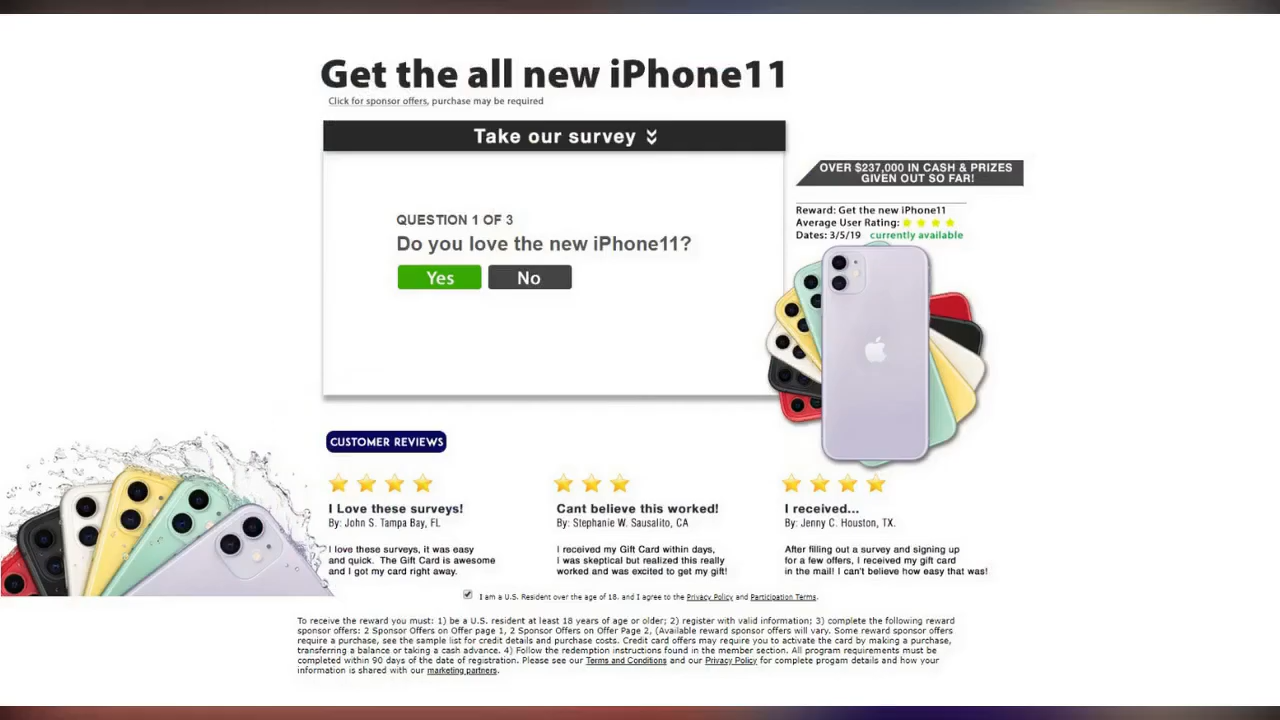 Get the all new iPhone11
Click for sponsor offers, purchase may be required
Take our survey
QUESTION 1 OF 3
Do you love the new iPhone11?
Yes No
OVER $237,000 IN CASH & PRIZES
GIVEN OUT SO FAR!
Reward: Get the new iPhone11
Average User Rating:
Dates: 3/5/19 currently available
CUSTOMER REVIEWS
I Love these surveys!
By: John S. Tampa Bay, FL
I love these surveys, it was easy
and quick. The Gift Card is awesome
and I got my card right away.
Cant believe this worked!
By: Stephanie W. Sausalito, CA
I received my Gift Card within days,
I was skeptical but realized this really
worked and was excited to get my gift!
I received...
By: Jenny C. Houston, TX.
After filling out a survey and signing up
for a few offers, I received my gift card
in the mail! I can't believe how easy that was!
I am a U.S. Resident over the age of 18. and I agree to the Privacy Policy and Participation Terms.
To receive the reward you must: 1) be a U.S. resident at least 18 years of age or older; 2) register with valid information; 3) complete the following reward
sponsor offers: 2 Sponsor Offers on Offer page 1, 2 Sponsor Offers on Offer Page 2, (Available reward sponsor offers will vary. Some reward sponsor offers
require a purchase, see the sample list for credit details and purchase costs. Credit card offers may require you to activate the card by making a purchase,
transferring a balance or taking a cash advance. 4) Follow the redemption instructions found in the member section. All program requirements must be
completed within 90 days of the date of registration. Please see our Terms and Conditions and our Privacy Policy for complete progam details and how your
information is shared with our marketing partners.